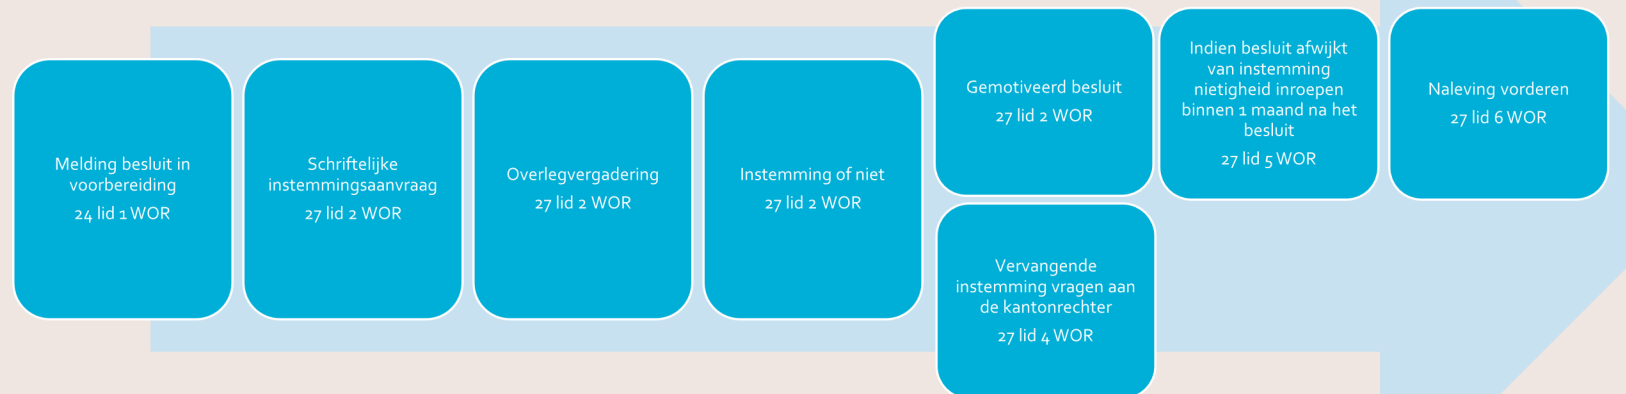 Melding besluit in
voorbereiding
24 lid 1 WOR
Schriftelijke
instemmingsaanvraag
27 lid 2 WOR
Overlegvergadering
27 lid 2 WOR
Instemming of niet
27 lid 2 WOR
Gemotiveerd besluit
27 lid 2 WOR
Vervangende
instemming vragen aan
de kantonrechter
27 lid 4 WOR
Indien besluit afwijkt
van instemming
nietigheid inroepen
binnen 1 maand na het
besluit
27 lid 5 WOR
Naleving vorderen
27 lid 6 WOR